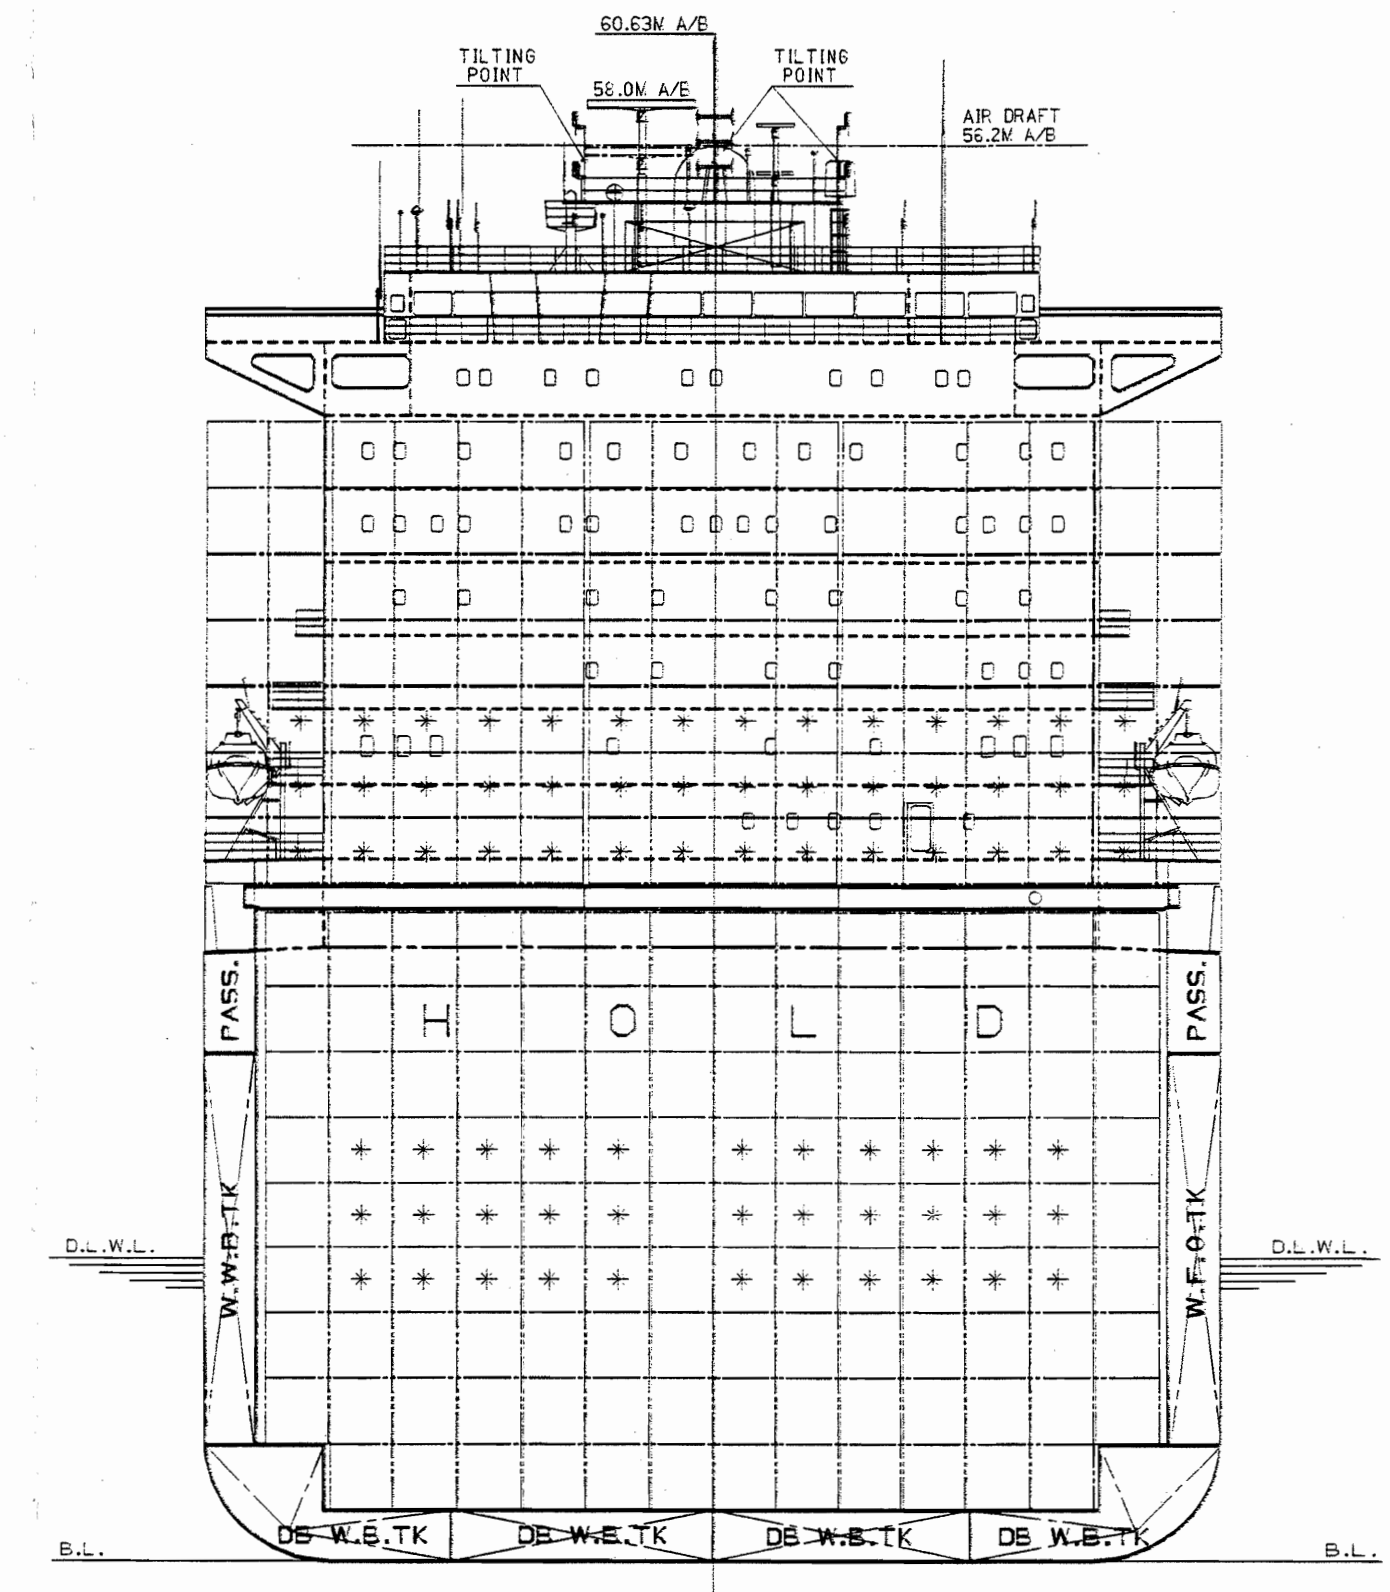 60.63M A/B
TILTING
POINT
TILTING
POINT
58.0M A/B
AIR DRAFT
56.2M A/B
PASS.
PASS.
H O L D
W.W.B.TK
W.F.O.TK
D.L.W.L.
D.L.W.L.
DB W.B.TK
DB W.B.TK
DB W.B.TK
DB W.B.TK
B.L.
B.L.